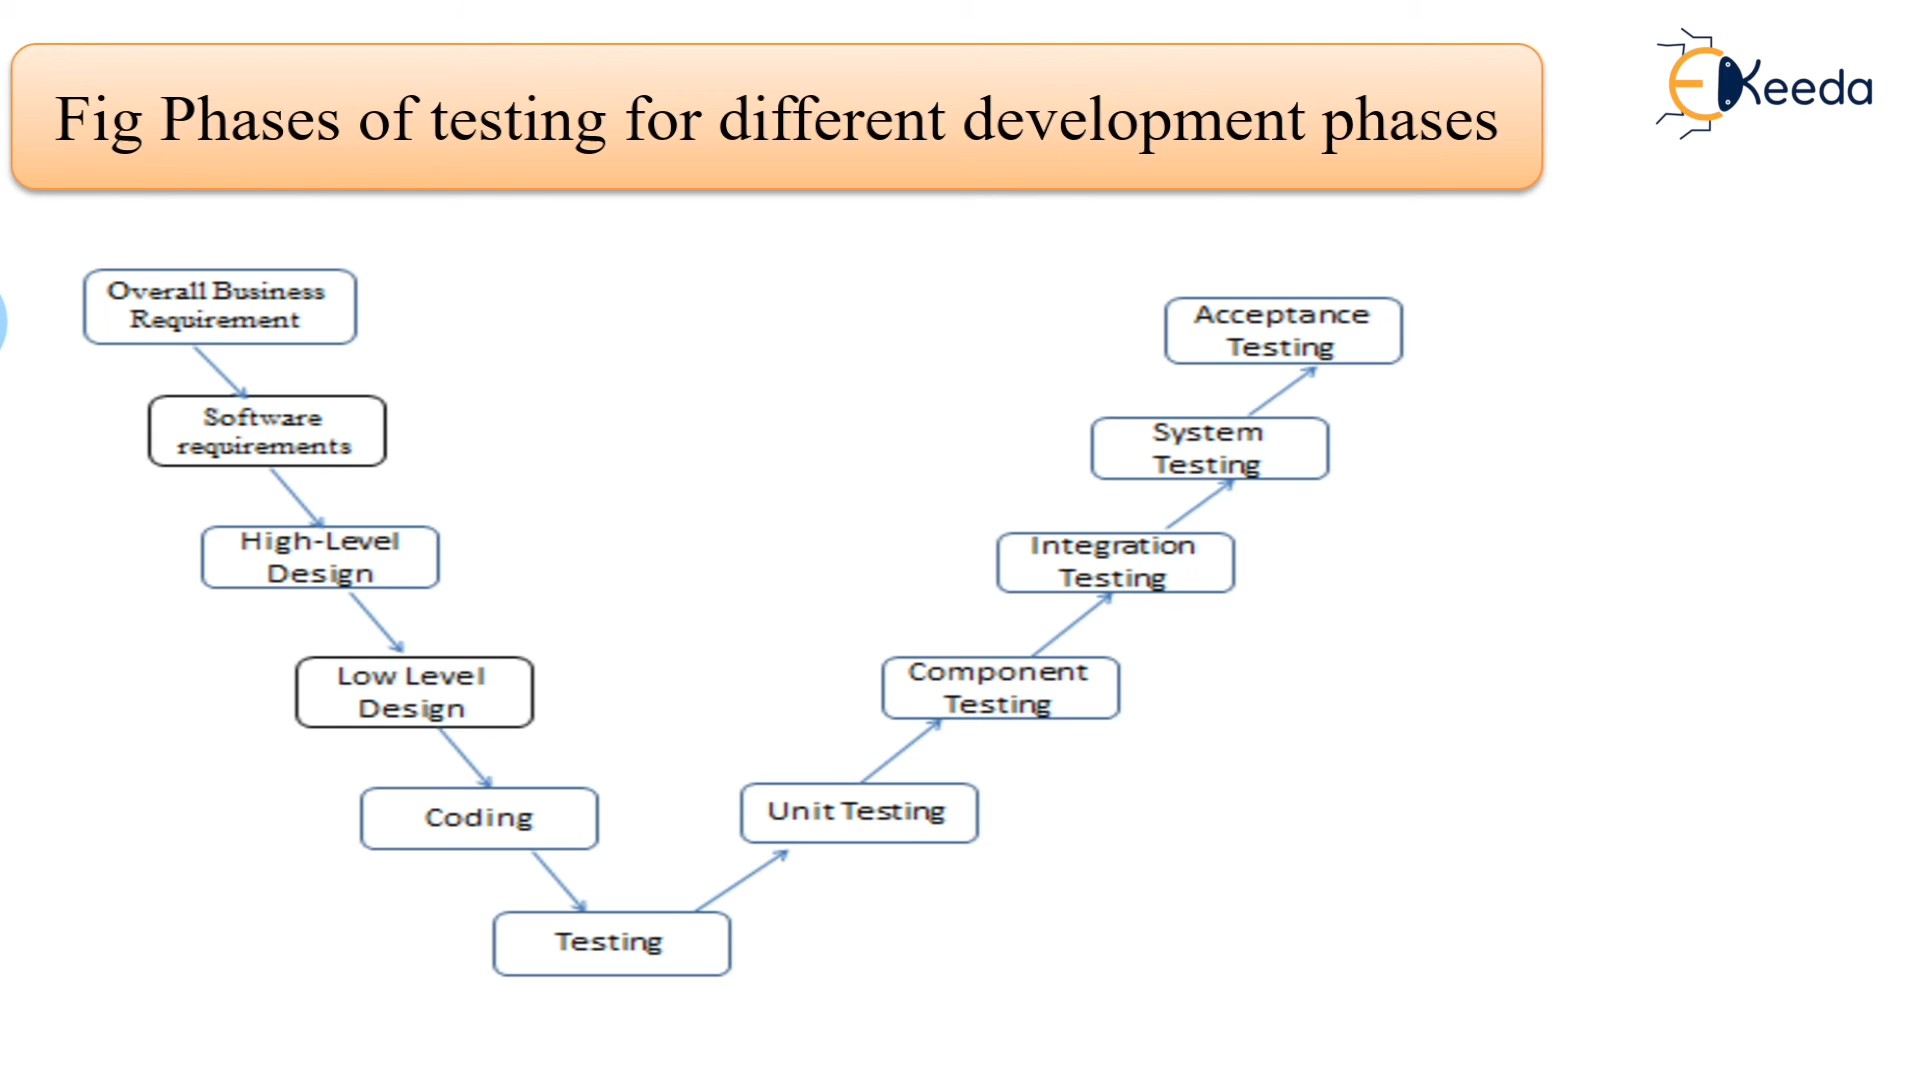 Fig Phases of testing for different development phases
EKeeda
Overall Business
Requirement
Software
requirements
High-Level
Design
Low Level
Design
Coding
Testing
Unit Testing
Component
Testing
Integration
Testing
System
Testing
Acceptance
Testing